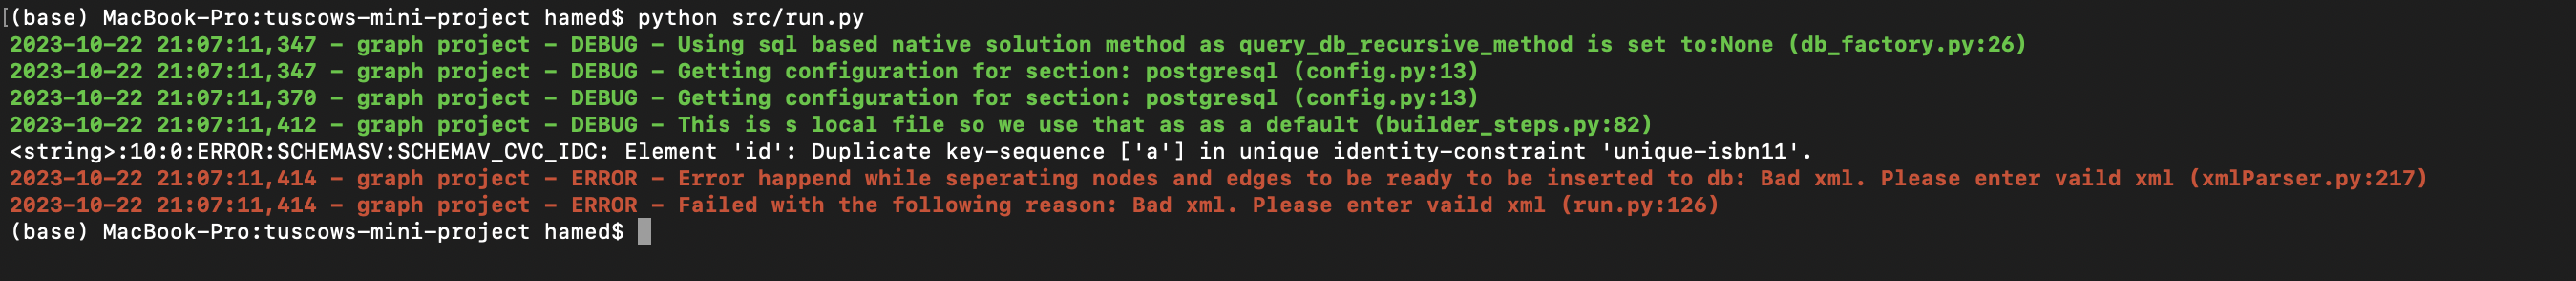 [(base) MacBook-Pro:tuscows-mini-project hamed$ python src/run.py
2023-10-22 21:07:11,347 - graph project - DEBUG - Using sql based native solution method as query_db_recursive_method is set to:None (db_factory.py:26)
2023-10-22 21:07:11,347 - graph project - DEBUG - Getting configuration for section: postgresql (config.py:13)
2023-10-22 21:07:11,370 - graph project - DEBUG - Getting configuration for section: postgresql (config.py:13)
2023-10-22 21:07:11,412 - graph project - DEBUG - This is s local file so we use that as as a default (builder_steps.py:82)
<string>:10:0:ERROR:SCHEMASV:SCHEMAV_CVC_IDC: Element 'id': Duplicate key-sequence ['a'] in unique identity-constraint 'unique-isbn11'.
2023-10-22 21:07:11,414 - graph project - ERROR - Error happend while seperating nodes and edges to be ready to be inserted to db: Bad xml. Please enter vaild xml (xmlParser.py:217)
2023-10-22 21:07:11,414 - graph project - ERROR - Failed with the following reason: Bad xml. Please enter vaild xml (run.py:126)
(base) MacBook-Pro:tuscows-mini-project hamed$